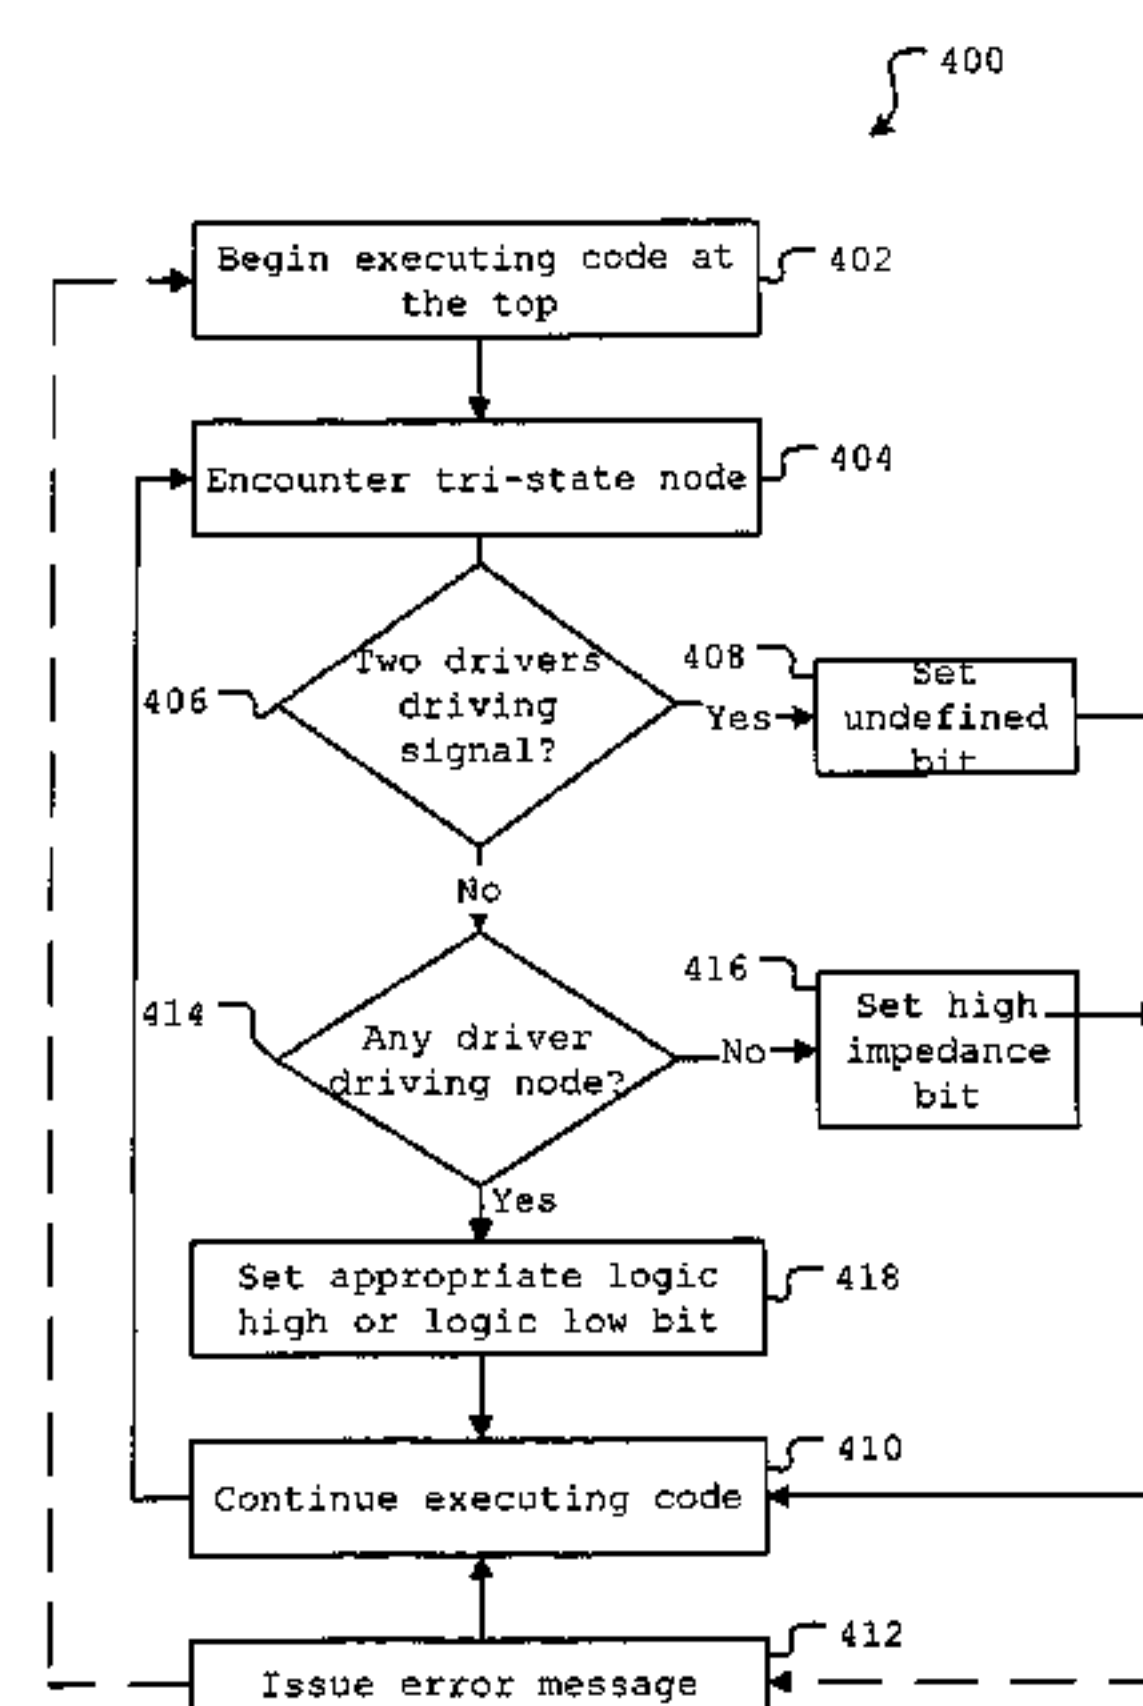 400
Begin executing code at
the top
402
Encounter tri-state node
404
Two drivers
driving
signal?
406
Yes
408
Set
undefined
bit
No
414
Any driver
driving node?
No
416
Set high
impedance
bit
Yes
Set appropriate logic
high or logic low bit
418
Continue executing code
410
Issue error message
412